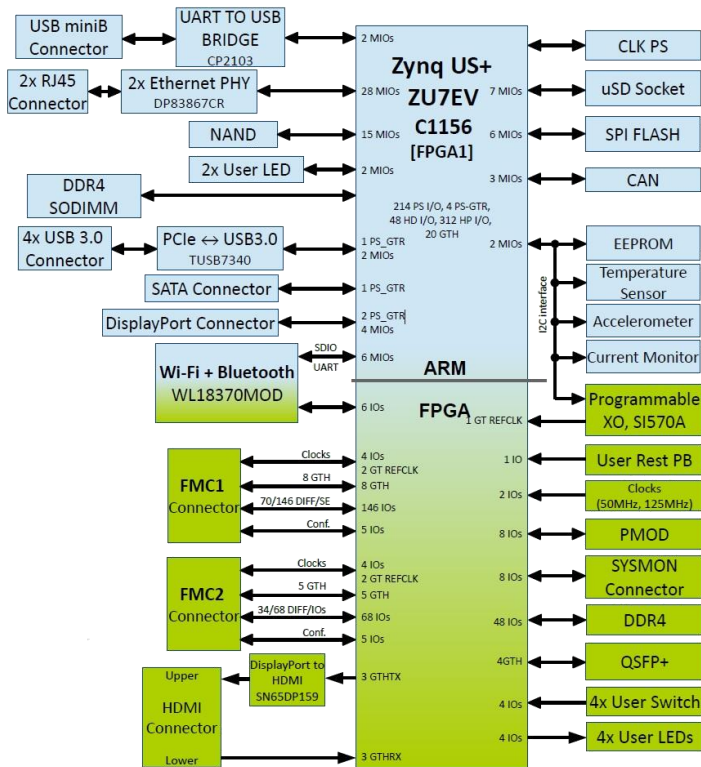 USB miniB
Connector
UART TO USB
BRIDGE
CP2103
2x RJ45
Connector
2x Ethernet PHY
DP83867CR
NAND
2x User LED
DDR4
SODIMM
4x USB 3.0
Connector
PCIe ↔ USB3.0
TUSB7340
SATA Connector
DisplayPort Connector
Wi-Fi + Bluetooth
WL18370MOD
SDIO
UART
FMC1
Connector
Clocks
8 GTH
70/146 DIFF/SE
Conf.
FMC2
Connector
Clocks
5 GTH
34/68 DIFF/IOs
Conf.
Upper
HDMI
Connector
Lower
DisplayPort to
HDMI
SN65DP159
2 MIOs
28 MIOs
15 MIOs
2 MIOs
1 PS_GTR
2 MIOs
1 PS_GTR
2 PS_GTR
4 MIOs
6 MIOs
6 IOs
4 IOs
2 GT REFCLK
8 GTH
146 IOs
5 IOs
4 IOs
2 GT REFCLK
5 GTH
68 IOs
5 IOs
3 GTHTX
3 GTHRX
Zynq US+
ZU7EV
C1156
[FPGA1]
214 PS I/O, 4 PS-GTR,
48 HD I/O, 312 HP I/O,
20 GTH
ARM
FPGA
7 MIOs
6 MIOs
3 MIOs
2 MIOs
1 GT REFCLK
1 IO
2 IOs
8 IOs
8 IOs
48 IOs
4GTH
4 IOs
4 IOs
I2C interface
CLK PS
uSD Socket
SPI FLASH
CAN
EEPROM
Temperature
Sensor
Accelerometer
Current Monitor
Programmable
XO, SI570A
User Rest PB
Clocks
(50MHz, 125MHz)
PMOD
SYSMON
Connector
DDR4
QSFP+
4x User Switch
4x User LEDs